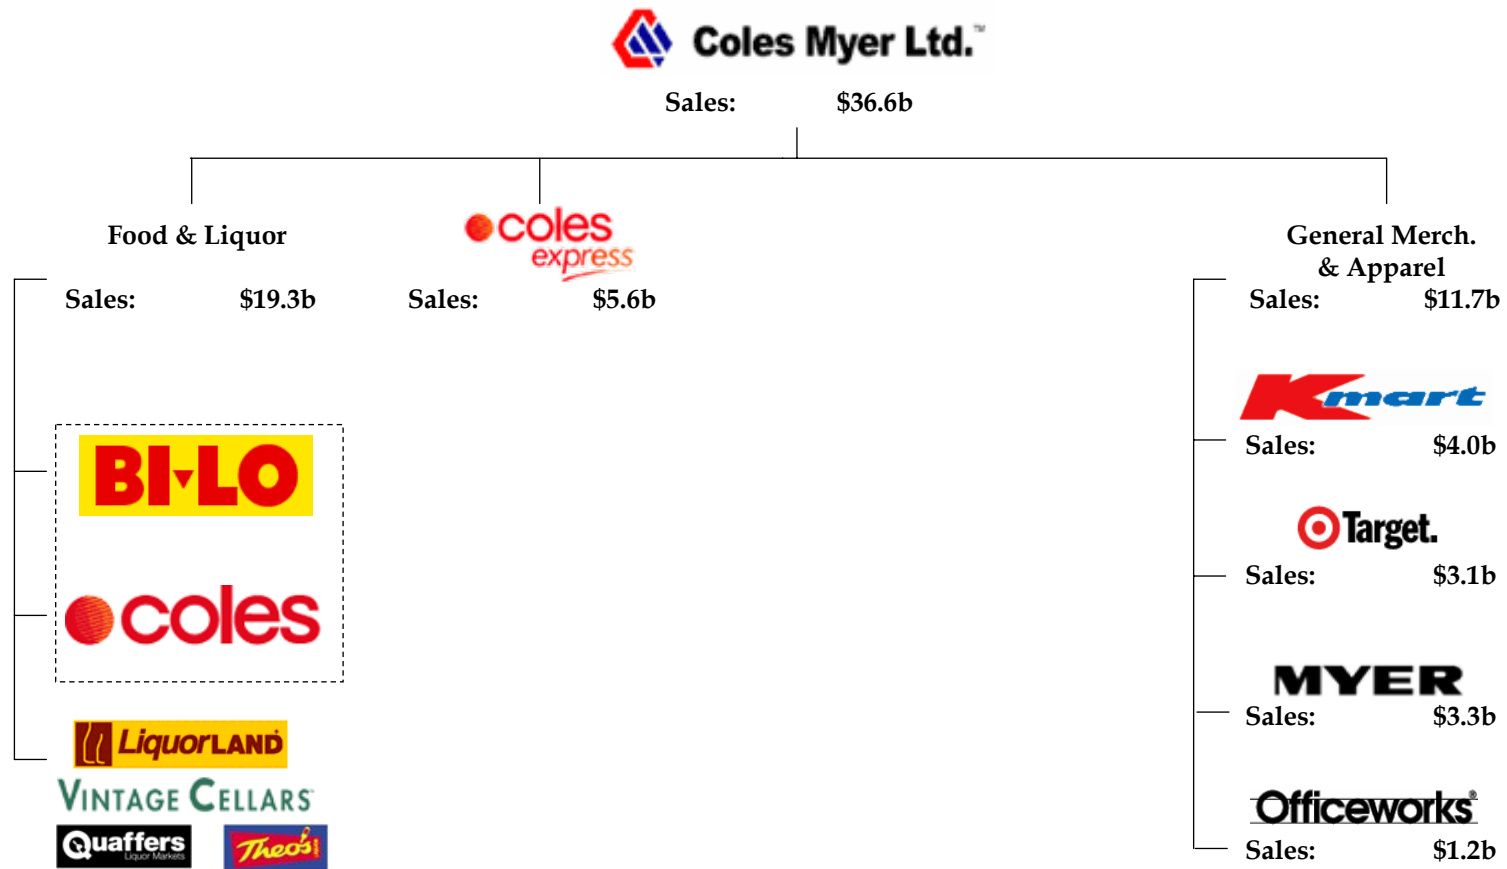 Coles Myer Ltd.™
Sales: $36.6b
Food & Liquor
Sales: $19.3b
BI-LO
coles
LiquorLAND
VINTAGE CELLARS
Quaffers
Liquor Markets
Theo's
coles
express
Sales: $5.6b
General Merch.
& Apparel
Sales: $11.7b
Kmart
Sales: $4.0b
Target.
Sales: $3.1b
MYER
Sales: $3.3b
Officeworks®
Sales: $1.2b